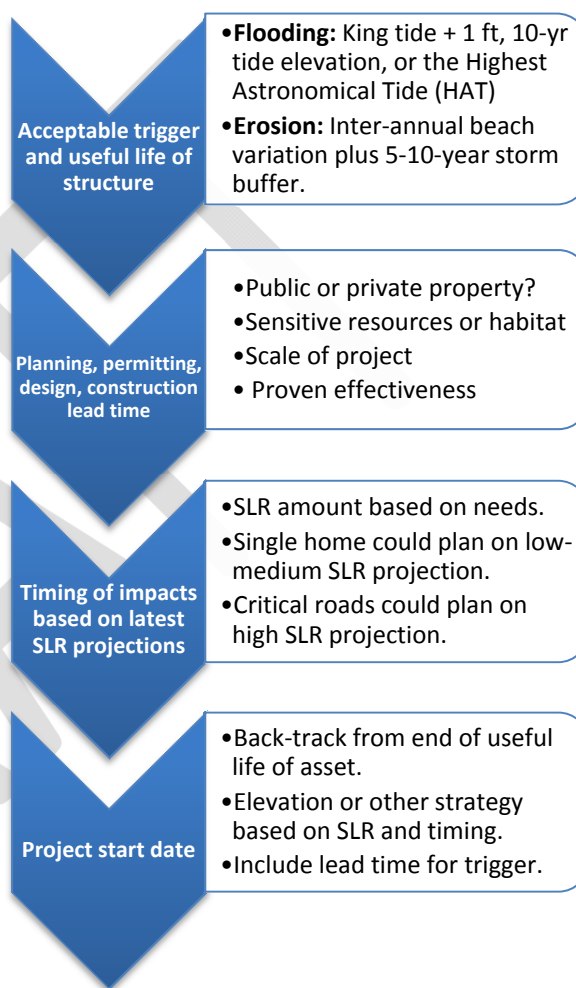 Acceptable trigger
and useful life of
structure
•Flooding: King tide + 1 ft, 10-yr
tide elevation, or the Highest
Astronomical Tide (HAT)
•Erosion: Inter-annual beach
variation plus 5-10-year storm
buffer.
Planning, permitting,
design, construction
lead time
•Public or private property?
•Sensitive resources or habitat
•Scale of project
• Proven effectiveness
Timing of impacts
based on latest
SLR projections
•SLR amount based on needs.
•Single home could plan on low-
medium SLR projection.
•Critical roads could plan on
high SLR projection.
Project start date
•Back-track from end of useful
life of asset.
•Elevation or other strategy
based on SLR and timing.
•Include lead time for trigger.